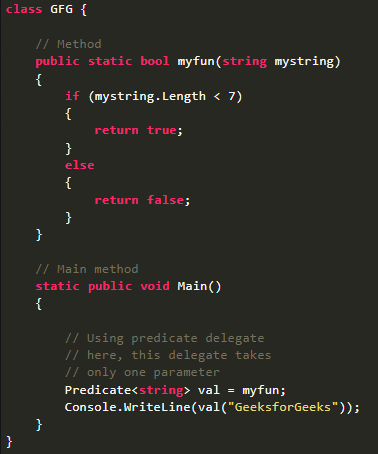 class GFG {
// Method
public static bool myfun(string mystring)
{
if (mystring.Length < 7)
{
return true;
}
else
{
return false;
}
}
// Main method
static public void Main()
{
// Using predicate delegate
// here, this delegate takes
// only one parameter
Predicate<string> val = myfun;
Console.WriteLine(val("GeeksforGeeks"));
}
}